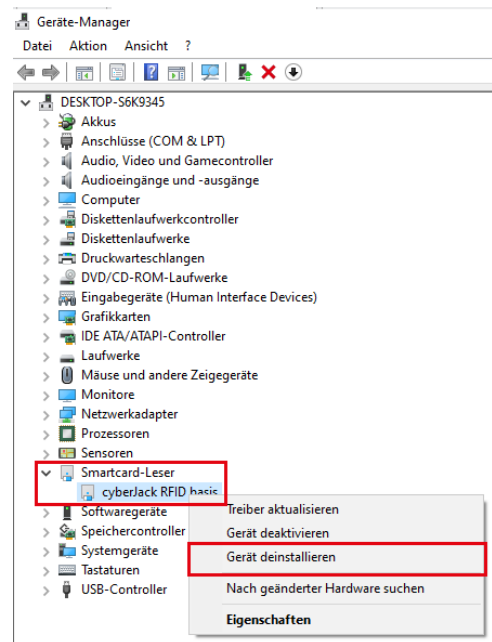 Geräte-Manager
Datei Aktion Ansicht ?
DESKTOP-S6K9345
Akkus
Anschlüsse (COM & LPT)
Audio, Video und Gamecontroller
Audioeingänge und -ausgänge
Computer
Diskettenlaufwerkcontroller
Diskettenlaufwerke
Druckwarteschlangen
DVD/CD-ROM-Laufwerke
Eingabegeräte (Human Interface Devices)
Grafikkarten
IDE ATA/ATAPI-Controller
Laufwerke
Mäuse und andere Zeigegeräte
Monitore
Netzwerkadapter
Prozessoren
Sensoren
Smartcard-Leser
cyberJack RFID basis
Softwaregeräte
Speichercontroller
Systemgeräte
Tastaturen
USB-Controller
Treiber aktualisieren
Gerät deaktivieren
Gerät deinstallieren
Nach geänderter Hardware suchen
Eigenschaften